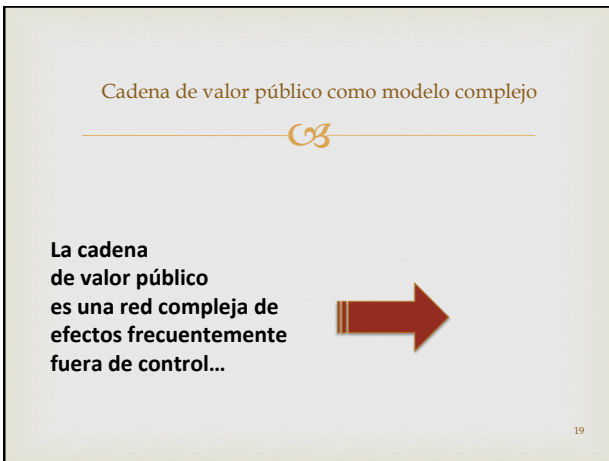 Cadena de valor público como modelo complejo
La cadena
de valor público
es una red compleja de
efectos frecuentemente
fuera de control…
19